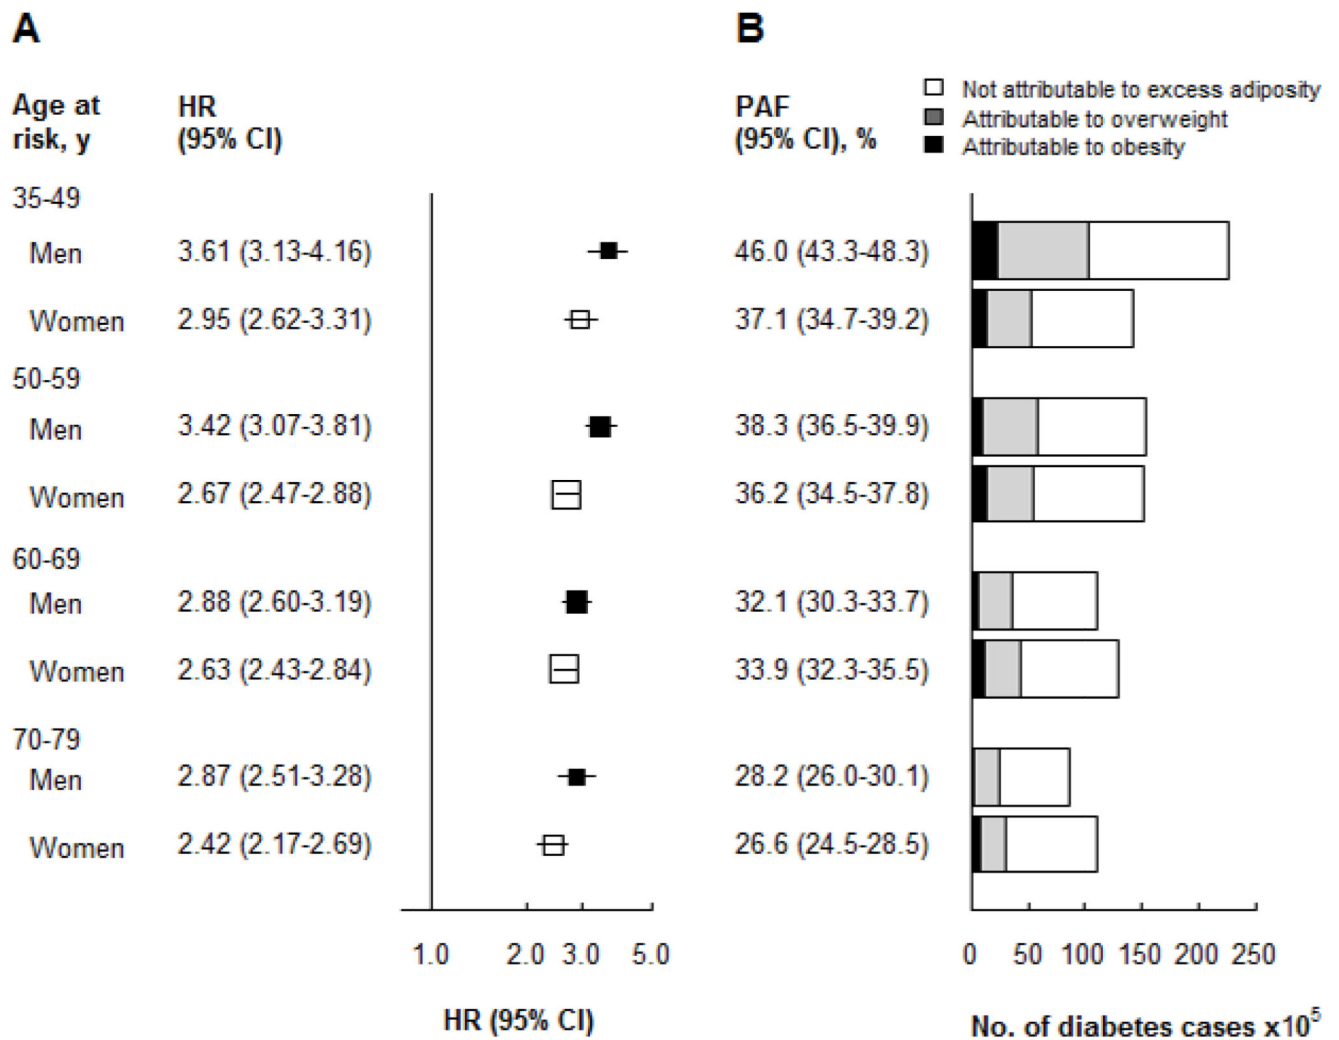 A
B
Age at risk, y
HR (95% CI)
PAF (95% CI), %
Not attributable to excess adiposity
Attributable to overweight
Attributable to obesity
35-49
Men 3.61 (3.13-4.16) 46.0 (43.3-48.3)
Women 2.95 (2.62-3.31) 37.1 (34.7-39.2)
50-59
Men 3.42 (3.07-3.81) 38.3 (36.5-39.9)
Women 2.67 (2.47-2.88) 36.2 (34.5-37.8)
60-69
Men 2.88 (2.60-3.19) 32.1 (30.3-33.7)
Women 2.63 (2.43-2.84) 33.9 (32.3-35.5)
70-79
Men 2.87 (2.51-3.28) 28.2 (26.0-30.1)
Women 2.42 (2.17-2.69) 26.6 (24.5-28.5)
1.0 2.0 3.0 5.0
0 50 100 150 200 250
HR (95% CI)
No. of diabetes cases x10⁵